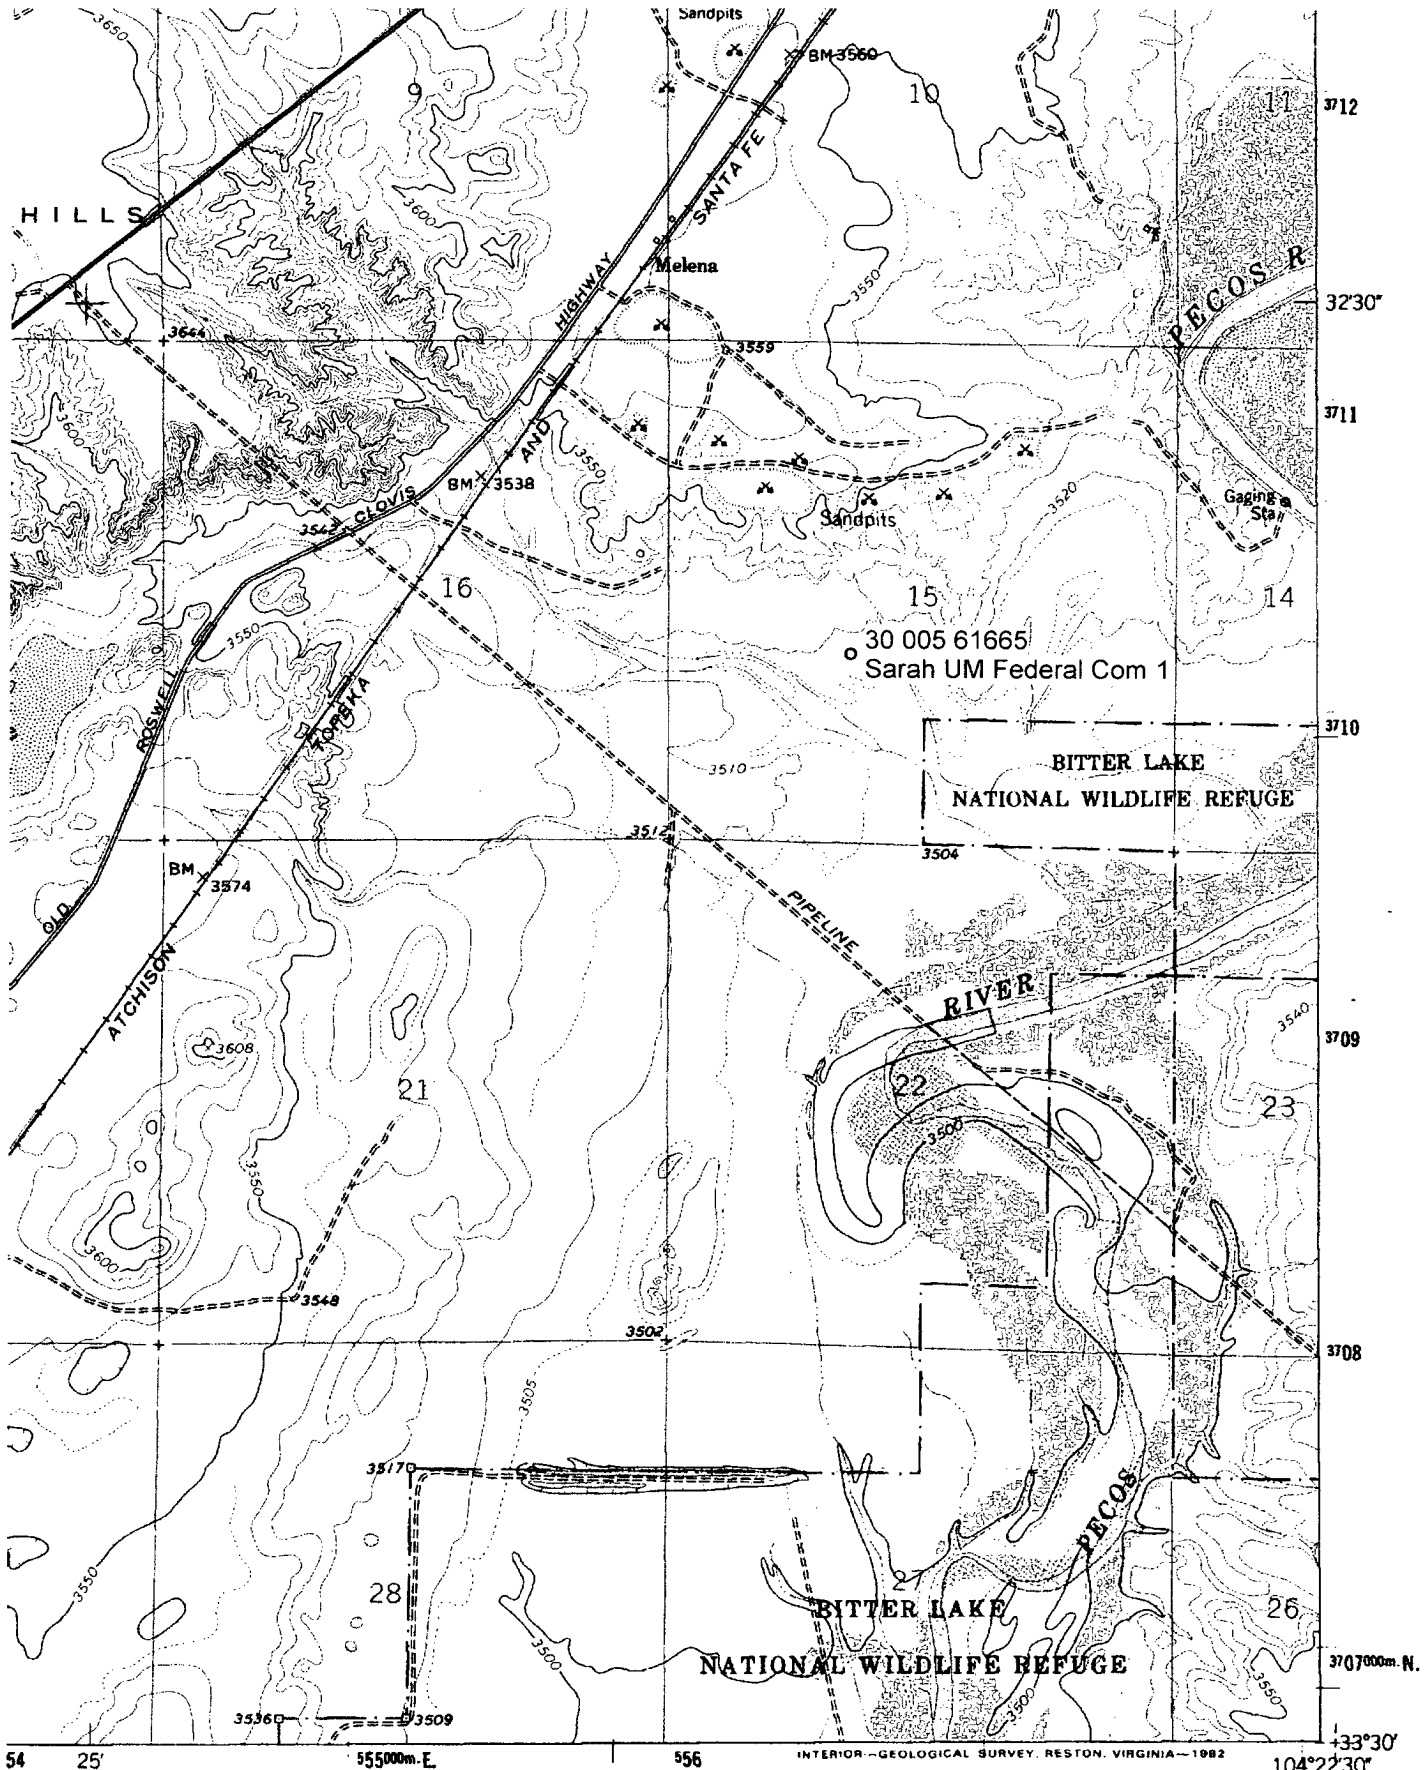 Sandpits
3650
BM 3560
9
10
11
3712
HILLS
3600
SANTA FE
HIGHWAY
Melena
3550
PECOS R
32'30"
3644
3559
3711
3600
3550
AND
BM 3538
CLOVIS
3542
Sandpits
3520
Gaging
Sta
16
15
14
3550
30 005 61665
Sarah UM Federal Com 1
ROSWELL
TOPEKA
3710
BITTER LAKE
NATIONAL WILDLIFE REFUGE
3510
3512
3504
BM
3574
OLD
PIPELINE
ATCHISON
RIVER
3540
3608
3709
21
22
23
3500
3550
3600
3548
3502
3708
3505
3517
PECOS
3550
28
27
26
BITTER LAKE
3500
NATIONAL WILDLIFE REFUGE
3707000m. N.
3500
3550
3536
3509
54
25'
555000m. E.
556
INTERIOR-GEOLOGICAL SURVEY, RESTON, VIRGINIA-1982
33°30'
104°22'30"